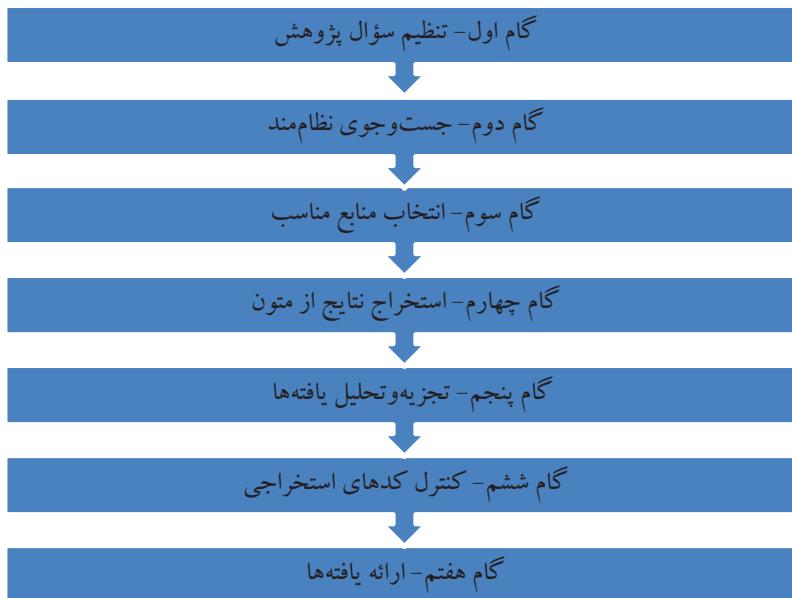 گام اول- تنظیم سؤال پژوهش
گام دوم- جست‌وجوی نظام‌مند
گام سوم- انتخاب منابع مناسب
گام چهارم- استخراج نتایج از متون
گام پنجم- تجزیه‌وتحلیل یافته‌ها
گام ششم- کنترل کدهای استخراجی
گام هفتم- ارائه یافته‌ها